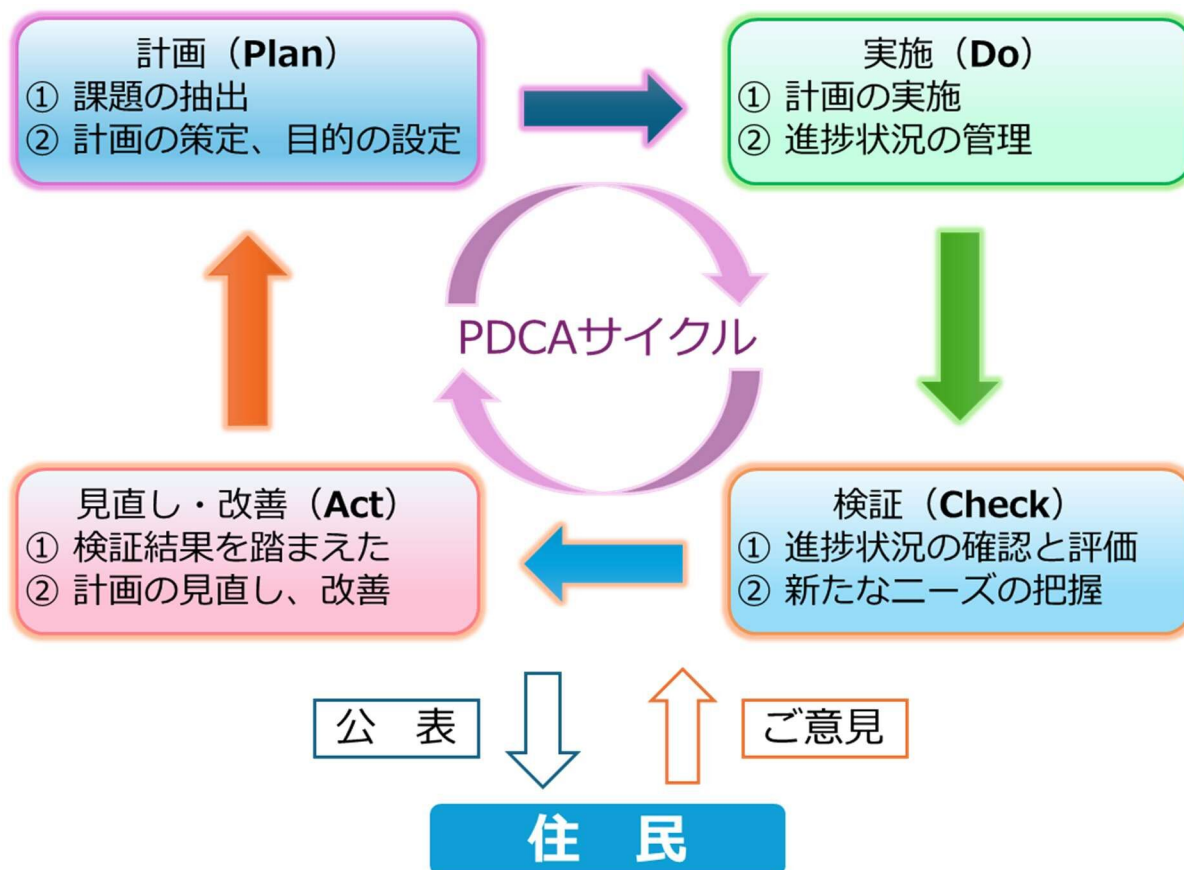 計画（Plan）
① 課題の抽出
② 計画の策定、目的の設定
実施（Do）
① 計画の実施
② 進捗状況の管理
PDCAサイクル
見直し・改善（Act）
① 検証結果を踏まえた
② 計画の見直し、改善
検証（Check）
① 進捗状況の確認と評価
② 新たなニーズの把握
公　表
ご意見
住　民